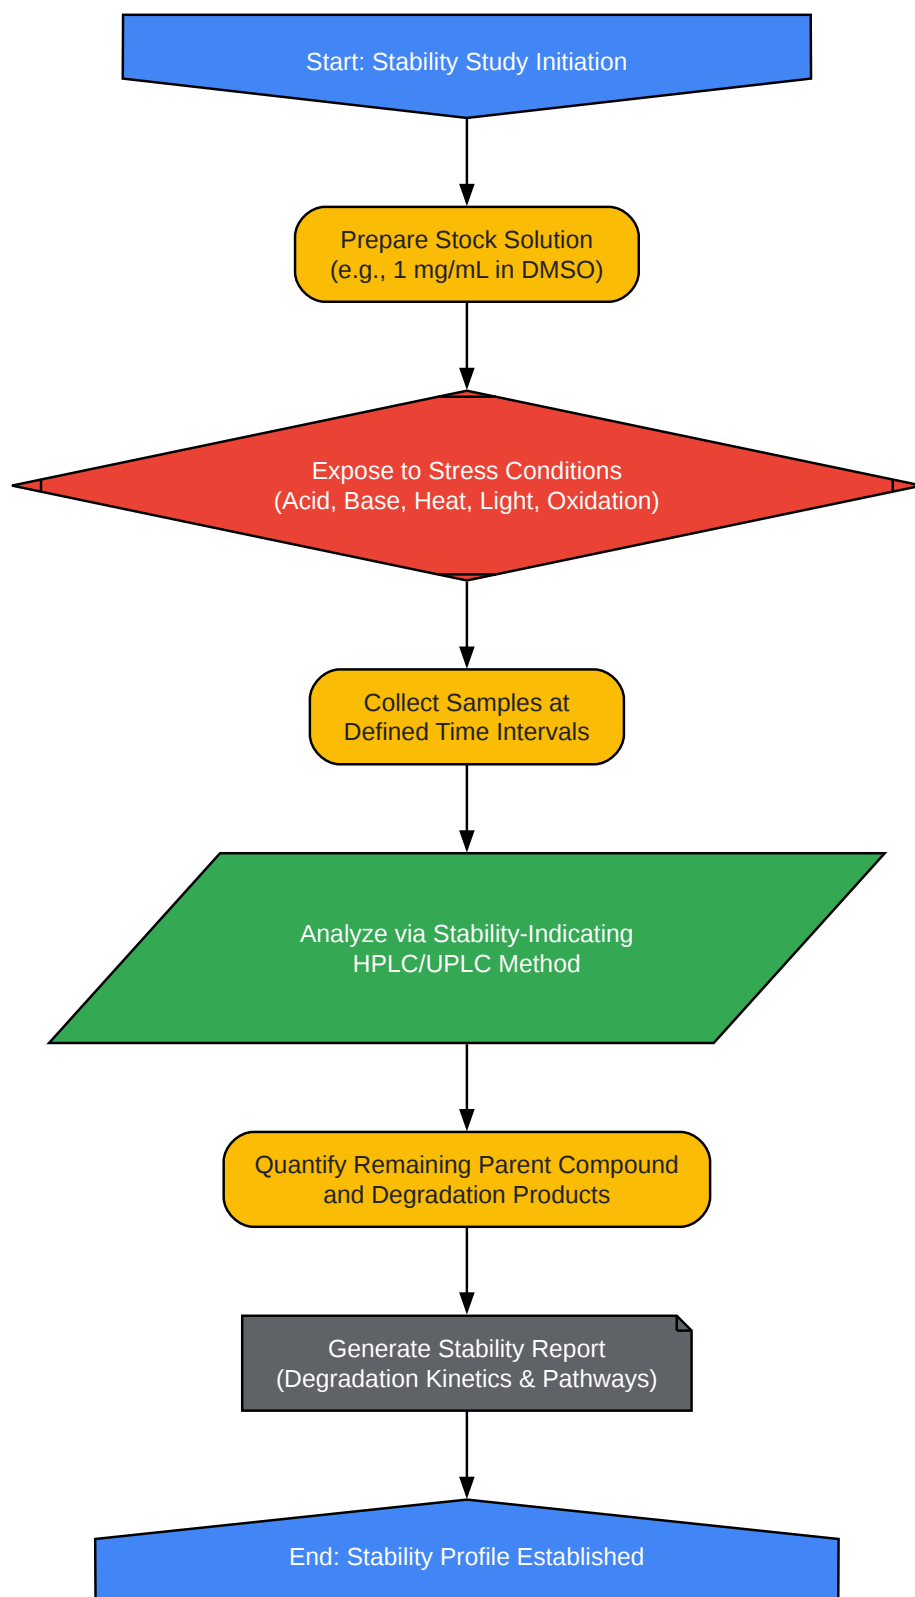 Start: Stability Study Initiation
Prepare Stock Solution
(e.g., 1 mg/mL in DMSO)
Expose to Stress Conditions
(Acid, Base, Heat, Light, Oxidation)
Collect Samples at
Defined Time Intervals
Analyze via Stability-Indicating
HPLC/UPLC Method
Quantify Remaining Parent Compound
and Degradation Products
Generate Stability Report
(Degradation Kinetics & Pathways)
End: Stability Profile Established